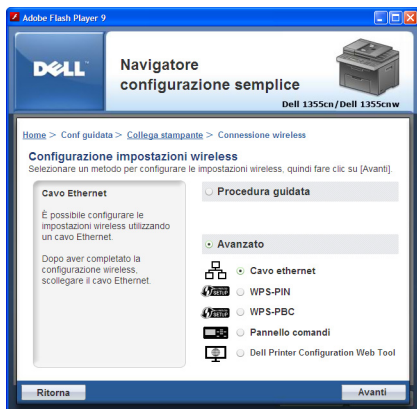 Adobe Flash Player 9
DELL™
Navigatore
configurazione semplice
Dell 1355cn/Dell 1355cnw
Home > Conf guidata > Collega stampante > Connessione wireless
Configurazione impostazioni wireless
Selezionare un metodo per configurare le impostazioni wireless, quindi fare clic su [Avanti].
Cavo Ethernet
È possibile configurare le
impostazioni wireless utilizzando
un cavo Ethernet.
Dopo aver completato la
configurazione wireless,
scollegare il cavo Ethernet.
Procedura guidata
Avanzato
Cavo ethernet
SETUP WPS-PIN
SETUP WPS-PBC
Pannello comandi
Dell Printer Configuration Web Tool
Ritorna
Avanti